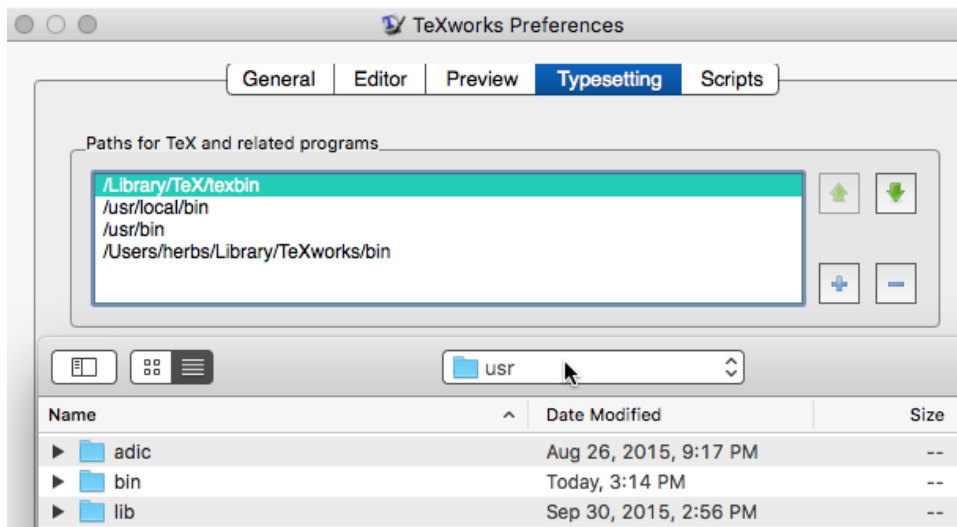 TeXworks Preferences
General Editor Preview Typesetting Scripts
Paths for TeX and related programs
/Library/TeX/texbin
/usr/local/bin
/usr/bin
/Users/herbs/Library/TeXworks/bin
usr
Name Date Modified Size
adic Aug 26, 2015, 9:17 PM --
bin Today, 3:14 PM --
lib Sep 30, 2015, 2:56 PM --